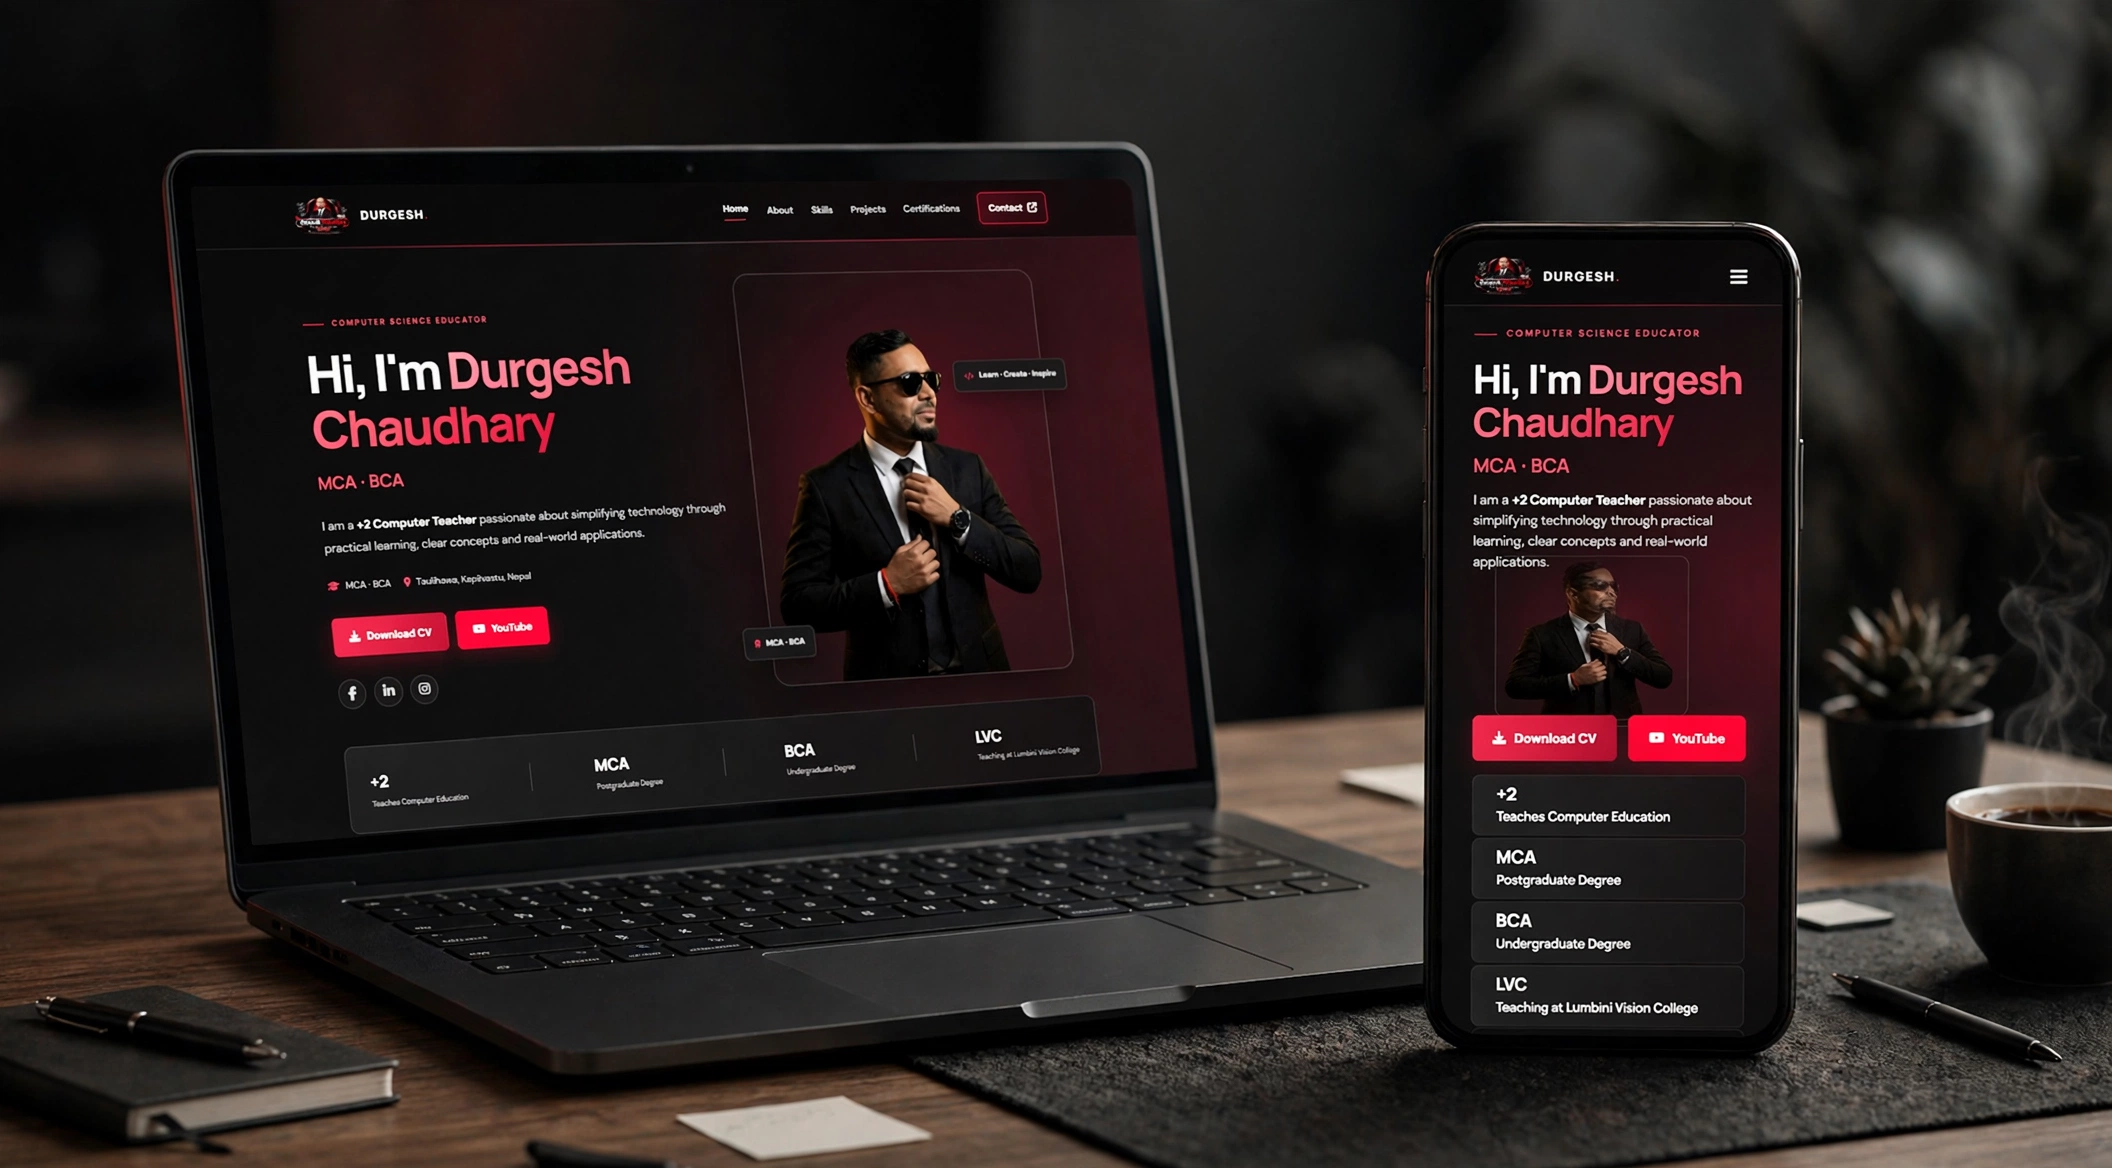 DURGESH.
Home About Skills Projects Certifications Contact
COMPUTER SCIENCE EDUCATOR
Hi, I'm Durgesh
Chaudhary
MCA · BCA
I am a +2 Computer Teacher passionate about simplifying technology through
practical learning, clear concepts and real-world applications.
MCA · BCA Taulihawa, Kapilvastu, Nepal
Download CV YouTube
Learn · Create · Inspire
MCA · BCA
+2
Teaches Computer Education
MCA
Postgraduate Degree
BCA
Undergraduate Degree
LVC
Teaching at Lumbini Vision College
DURGESH.
COMPUTER SCIENCE EDUCATOR
Hi, I'm Durgesh
Chaudhary
MCA · BCA
I am a +2 Computer Teacher passionate about
simplifying technology through practical
learning, clear concepts and real-world
applications.
Download CV YouTube
+2
Teaches Computer Education
MCA
Postgraduate Degree
BCA
Undergraduate Degree
LVC
Teaching at Lumbini Vision College